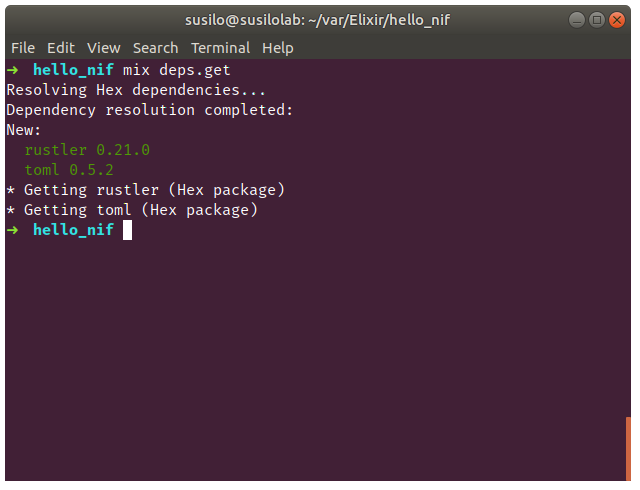 susilo@susilolab: ~/var/Elixir/hello_nif
File Edit View Search Terminal Help
→ hello_nif mix deps.get
Resolving Hex dependencies...
Dependency resolution completed:
New:
  rustler 0.21.0
  toml 0.5.2
* Getting rustler (Hex package)
* Getting toml (Hex package)
→ hello_nif